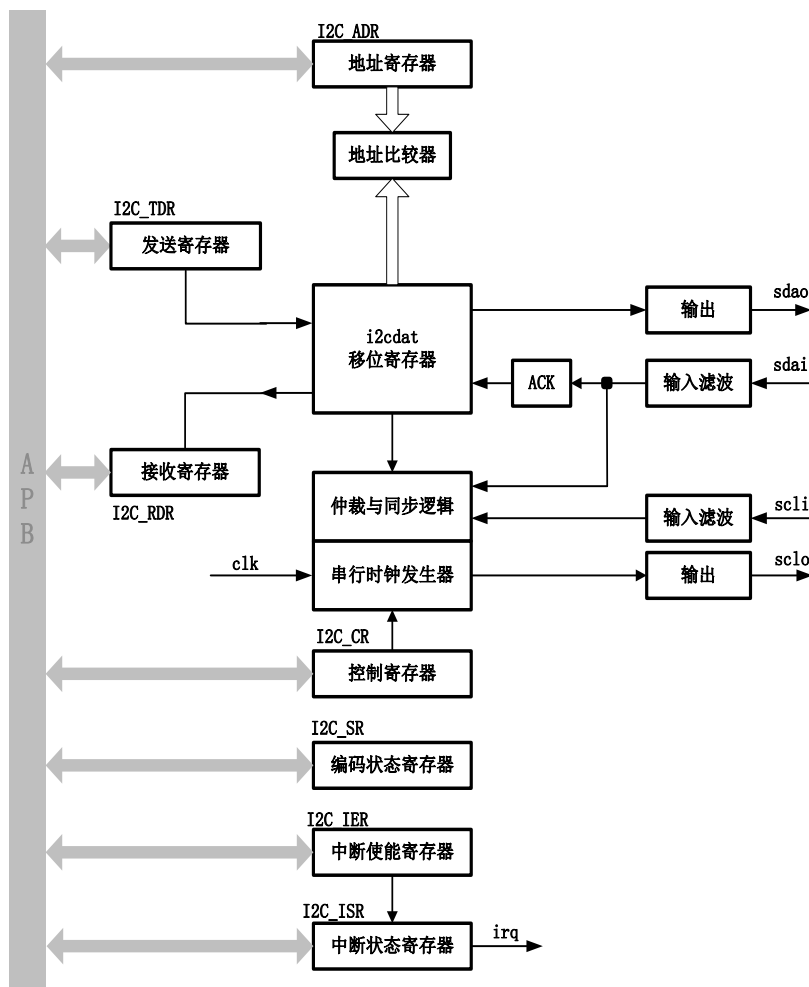 I2C_ADR
地址寄存器
地址比较器
I2C_TDR
发送寄存器
i2cdat
移位寄存器
输出
sdao
ACK
输入滤波
sdai
接收寄存器
I2C_RDR
仲裁与同步逻辑
输入滤波
scli
clk
串行时钟发生器
输出
sclo
I2C_CR
控制寄存器
I2C_SR
编码状态寄存器
I2C_IER
中断使能寄存器
I2C_ISR
中断状态寄存器
irq
A
P
B